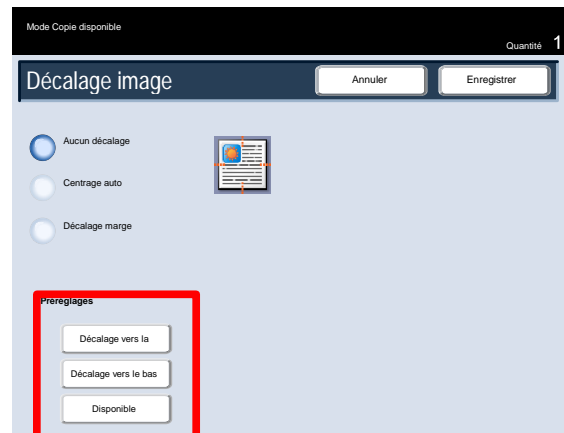 Mode Copie disponible
Quantité 1
Décalage image
Annuler
Enregistrer
Aucun décalage
Centrage auto
Décalage marge
Préréglages
Décalage vers la
Décalage vers le bas
Disponible